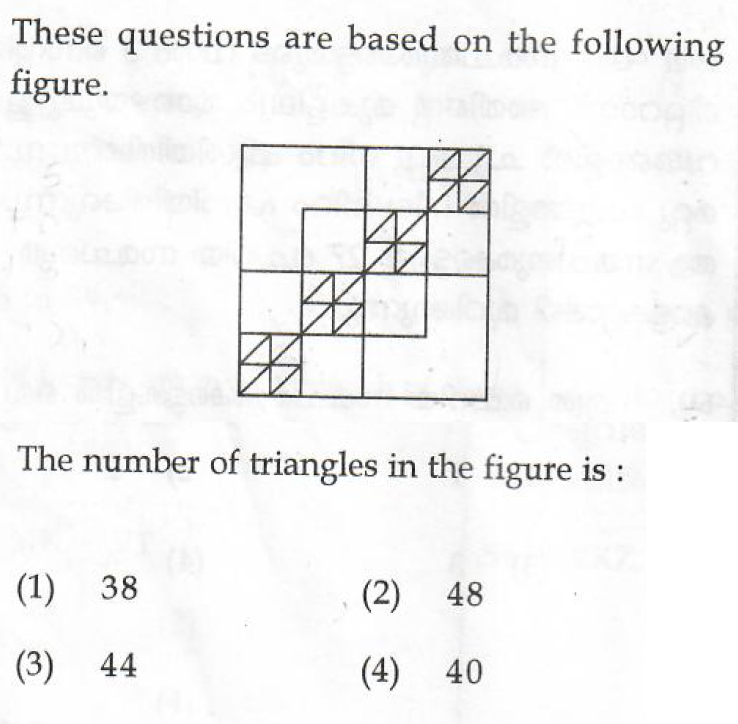 These questions are based on the following
figure.
The number of triangles in the figure is :
(1) 38 (2) 48
(3) 44 (4) 40